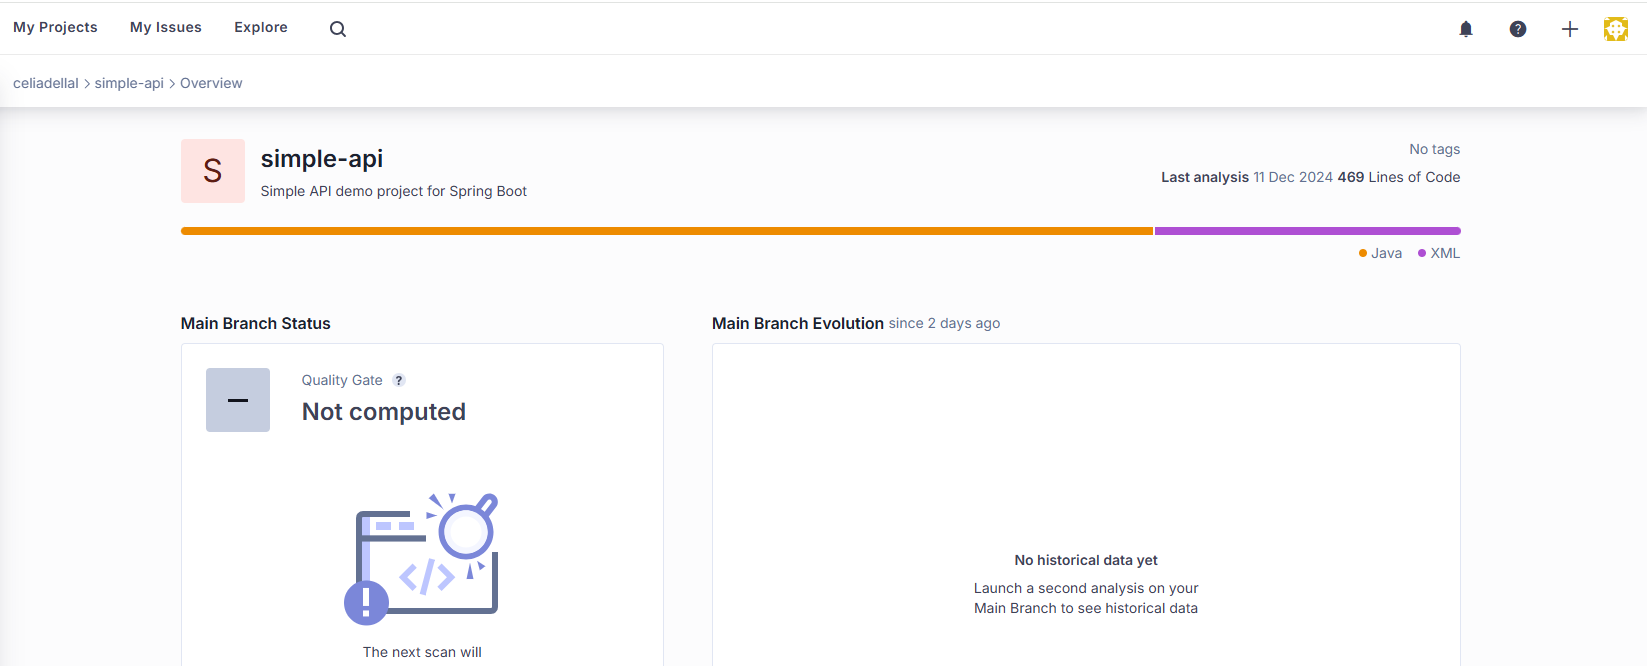 My Projects My Issues Explore
celiadellal > simple-api > Overview
S
simple-api
Simple API demo project for Spring Boot
No tags
Last analysis 11 Dec 2024 469 Lines of Code
Java XML
Main Branch Status
Quality Gate ?
Not computed
The next scan will
Main Branch Evolution since 2 days ago
No historical data yet
Launch a second analysis on your
Main Branch to see historical data